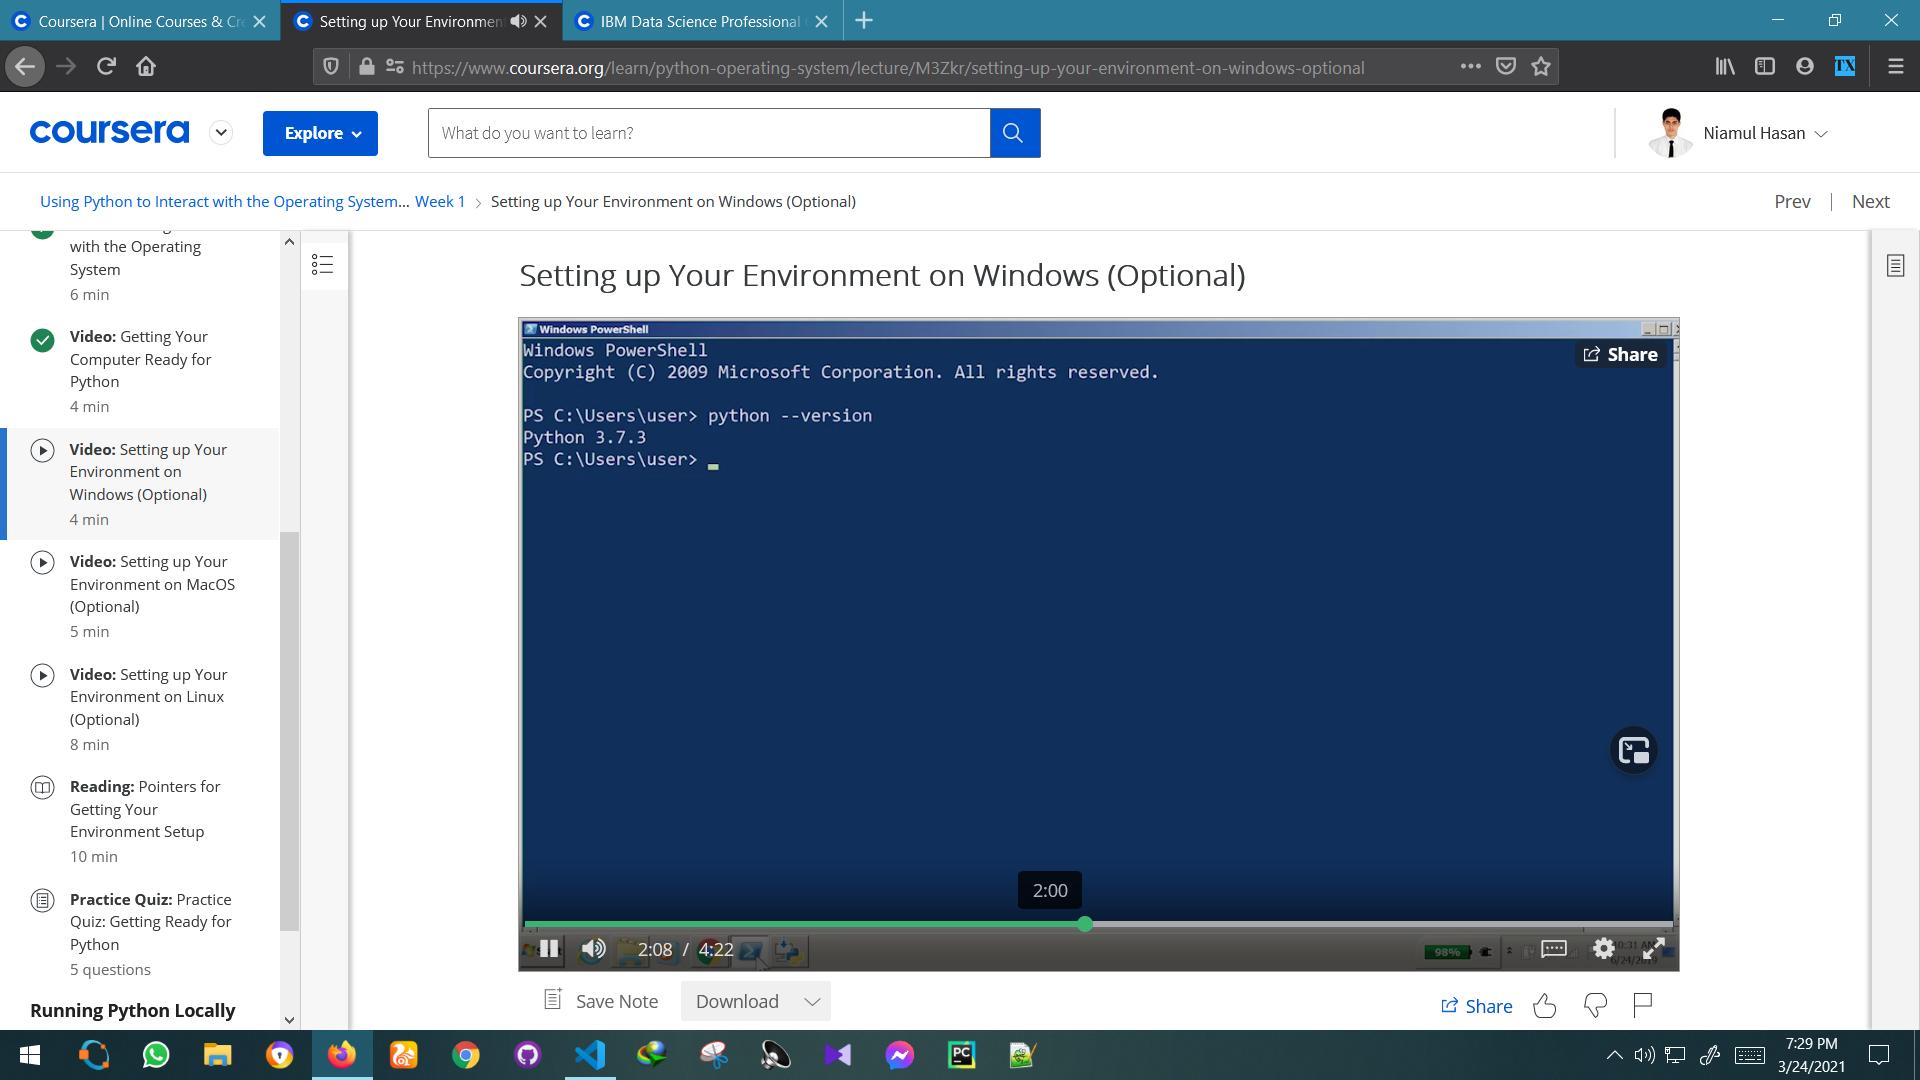 Coursera | Online Courses & Cre
Setting up Your Environmen
IBM Data Science Professional
https://www.coursera.org/learn/python-operating-system/lecture/M3Zkr/setting-up-your-environment-on-windows-optional
TX
coursera
Explore
What do you want to learn?
Niamul Hasan
Using Python to Interact with the Operating System... Week 1 > Setting up Your Environment on Windows (Optional)
Prev | Next
with the Operating
System
6 min
Video: Getting Your
Computer Ready for
Python
4 min
Video: Setting up Your
Environment on
Windows (Optional)
4 min
Video: Setting up Your
Environment on MacOS
(Optional)
5 min
Video: Setting up Your
Environment on Linux
(Optional)
8 min
Reading: Pointers for
Getting Your
Environment Setup
10 min
Practice Quiz: Practice
Quiz: Getting Ready for
Python
5 questions
Running Python Locally
Setting up Your Environment on Windows (Optional)
Windows PowerShell
Windows PowerShell
Copyright (C) 2009 Microsoft Corporation. All rights reserved.
Share
PS C:\Users\user> python --version
Python 3.7.3
PS C:\Users\user>
2:00
2:08 / 4:22
98%
10:31 AM
Save Note
Download
Share
PC
7:29 PM
3/24/2021